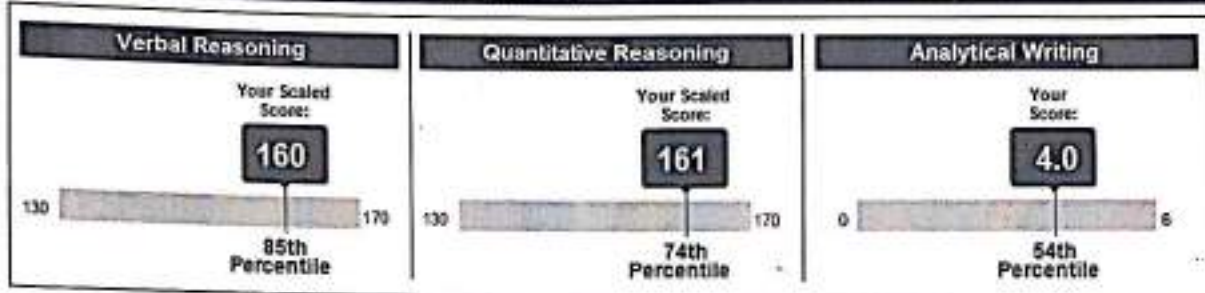 Verbal Reasoning
Your Scaled
Score:
160
130
170
85th
Percentile
Quantitative Reasoning
Your Scaled
Score:
161
130
170
74th
Percentile
Analytical Writing
Your
Score:
4.0
0
6
54th
Percentile